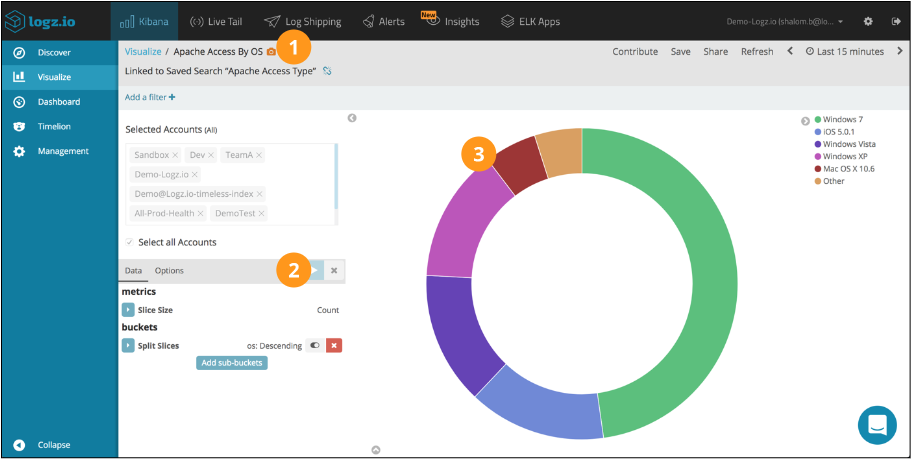 logz.io
Kibana
Live Tail
Log Shipping
Alerts
New
Insights
ELK Apps
Demo-Logz.io (shalom.b@lo...
Discover
Visualize
Dashboard
Timelion
Management
Collapse
Visualize / Apache Access By OS
1
Contribute Save Share Refresh Last 15 minutes
Linked to Saved Search “Apache Access Type”
Add a filter +
Selected Accounts (All)
Sandbox × Dev × TeamA ×
Demo-Logz.io ×
Demo@Logz.io-timeless-index ×
All-Prod-Health × DemoTest ×
Select all Accounts
Data Options 2
metrics
Slice Size Count
buckets
Split Slices os: Descending
Add sub-buckets
3
Windows 7
iOS 5.0.1
Windows Vista
Windows XP
Mac OS X 10.6
Other